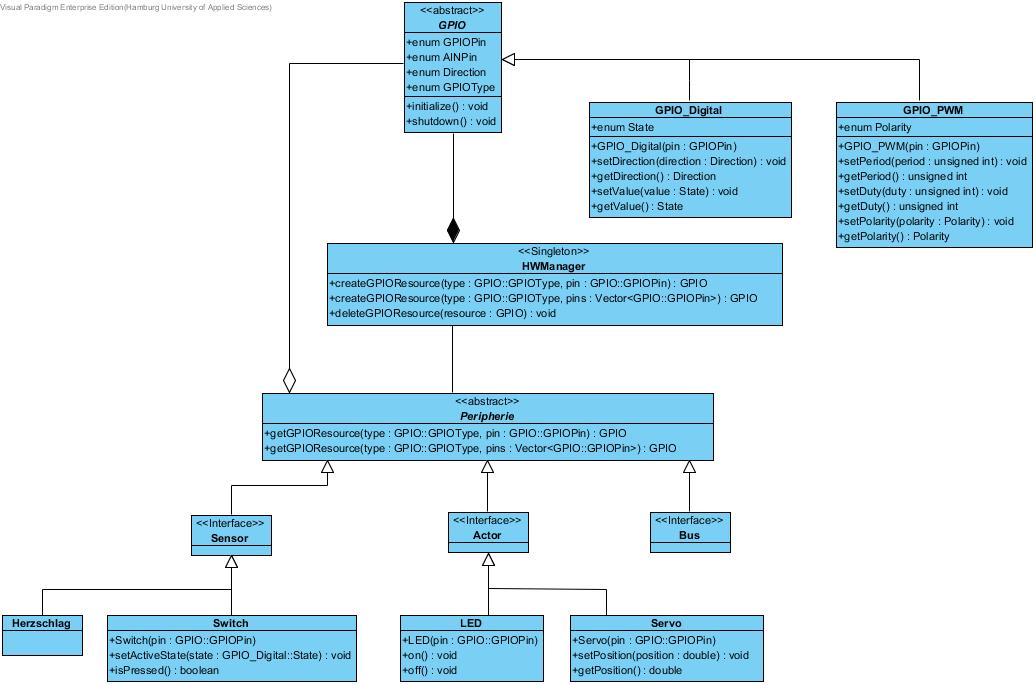 Visual Paradigm Enterprise Edition(Hamburg University of Applied Sciences)
<<abstract>>
GPIO
+enum GPIOPin
+enum AINPin
+enum Direction
+enum GPIOType
+initialize() : void
+shutdown() : void
GPIO_Digital
+enum State
+GPIO_Digital(pin : GPIOPin)
+setDirection(direction : Direction) : void
+getDirection() : Direction
+setValue(value : State) : void
+getValue() : State
GPIO_PWM
+enum Polarity
+GPIO_PWM(pin : GPIOPin)
+setPeriod(period : unsigned int) : void
+getPeriod() : unsigned int
+setDuty(duty : unsigned int) : void
+getDuty() : unsigned int
+setPolarity(polarity : Polarity) : void
+getPolarity() : Polarity
<<Singleton>>
HWManager
+createGPIOResource(type : GPIO::GPIOType, pin : GPIO::GPIOPin) : GPIO
+createGPIOResource(type : GPIO::GPIOType, pins : Vector<GPIO::GPIOPin>) : GPIO
+deleteGPIOResource(resource : GPIO) : void
<<abstract>>
Peripherie
+getGPIOResource(type : GPIO::GPIOType, pin : GPIO::GPIOPin) : GPIO
+getGPIOResource(type : GPIO::GPIOType, pins : Vector<GPIO::GPIOPin>) : GPIO
<<Interface>>
Sensor
<<Interface>>
Actor
<<Interface>>
Bus
Herzschlag
Switch
+Switch(pin : GPIO::GPIOPin)
+setActiveState(state : GPIO_Digital::State) : void
+isPressed() : boolean
LED
+LED(pin : GPIO::GPIOPin)
+on() : void
+off() : void
Servo
+Servo(pin : GPIO::GPIOPin)
+setPosition(position : double) : void
+getPosition() : double